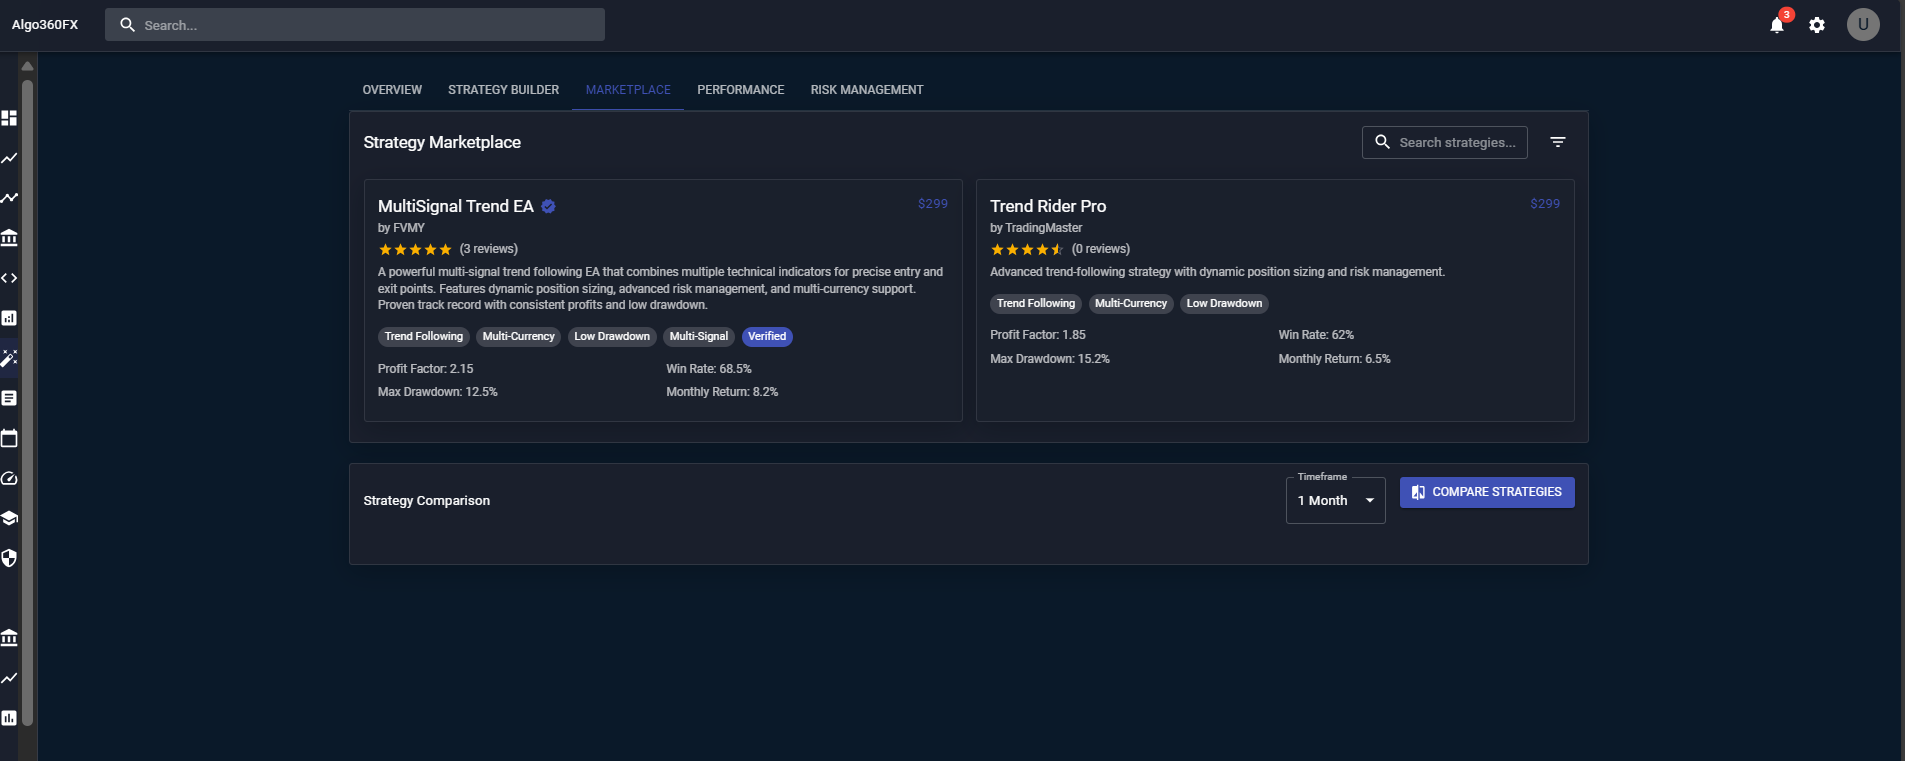 Algo360FX
Search...
3
U
OVERVIEW STRATEGY BUILDER MARKETPLACE PERFORMANCE RISK MANAGEMENT
Strategy Marketplace
Search strategies...
MultiSignal Trend EA
$299
by FVMY
(3 reviews)
A powerful multi-signal trend following EA that combines multiple technical indicators for precise entry and
exit points. Features dynamic position sizing, advanced risk management, and multi-currency support.
Proven track record with consistent profits and low drawdown.
Trend Following Multi-Currency Low Drawdown Multi-Signal Verified
Profit Factor: 2.15 Win Rate: 68.5%
Max Drawdown: 12.5% Monthly Return: 8.2%
Trend Rider Pro
$299
by TradingMaster
(0 reviews)
Advanced trend-following strategy with dynamic position sizing and risk management.
Trend Following Multi-Currency Low Drawdown
Profit Factor: 1.85 Win Rate: 62%
Max Drawdown: 15.2% Monthly Return: 6.5%
Strategy Comparison
Timeframe
1 Month
COMPARE STRATEGIES